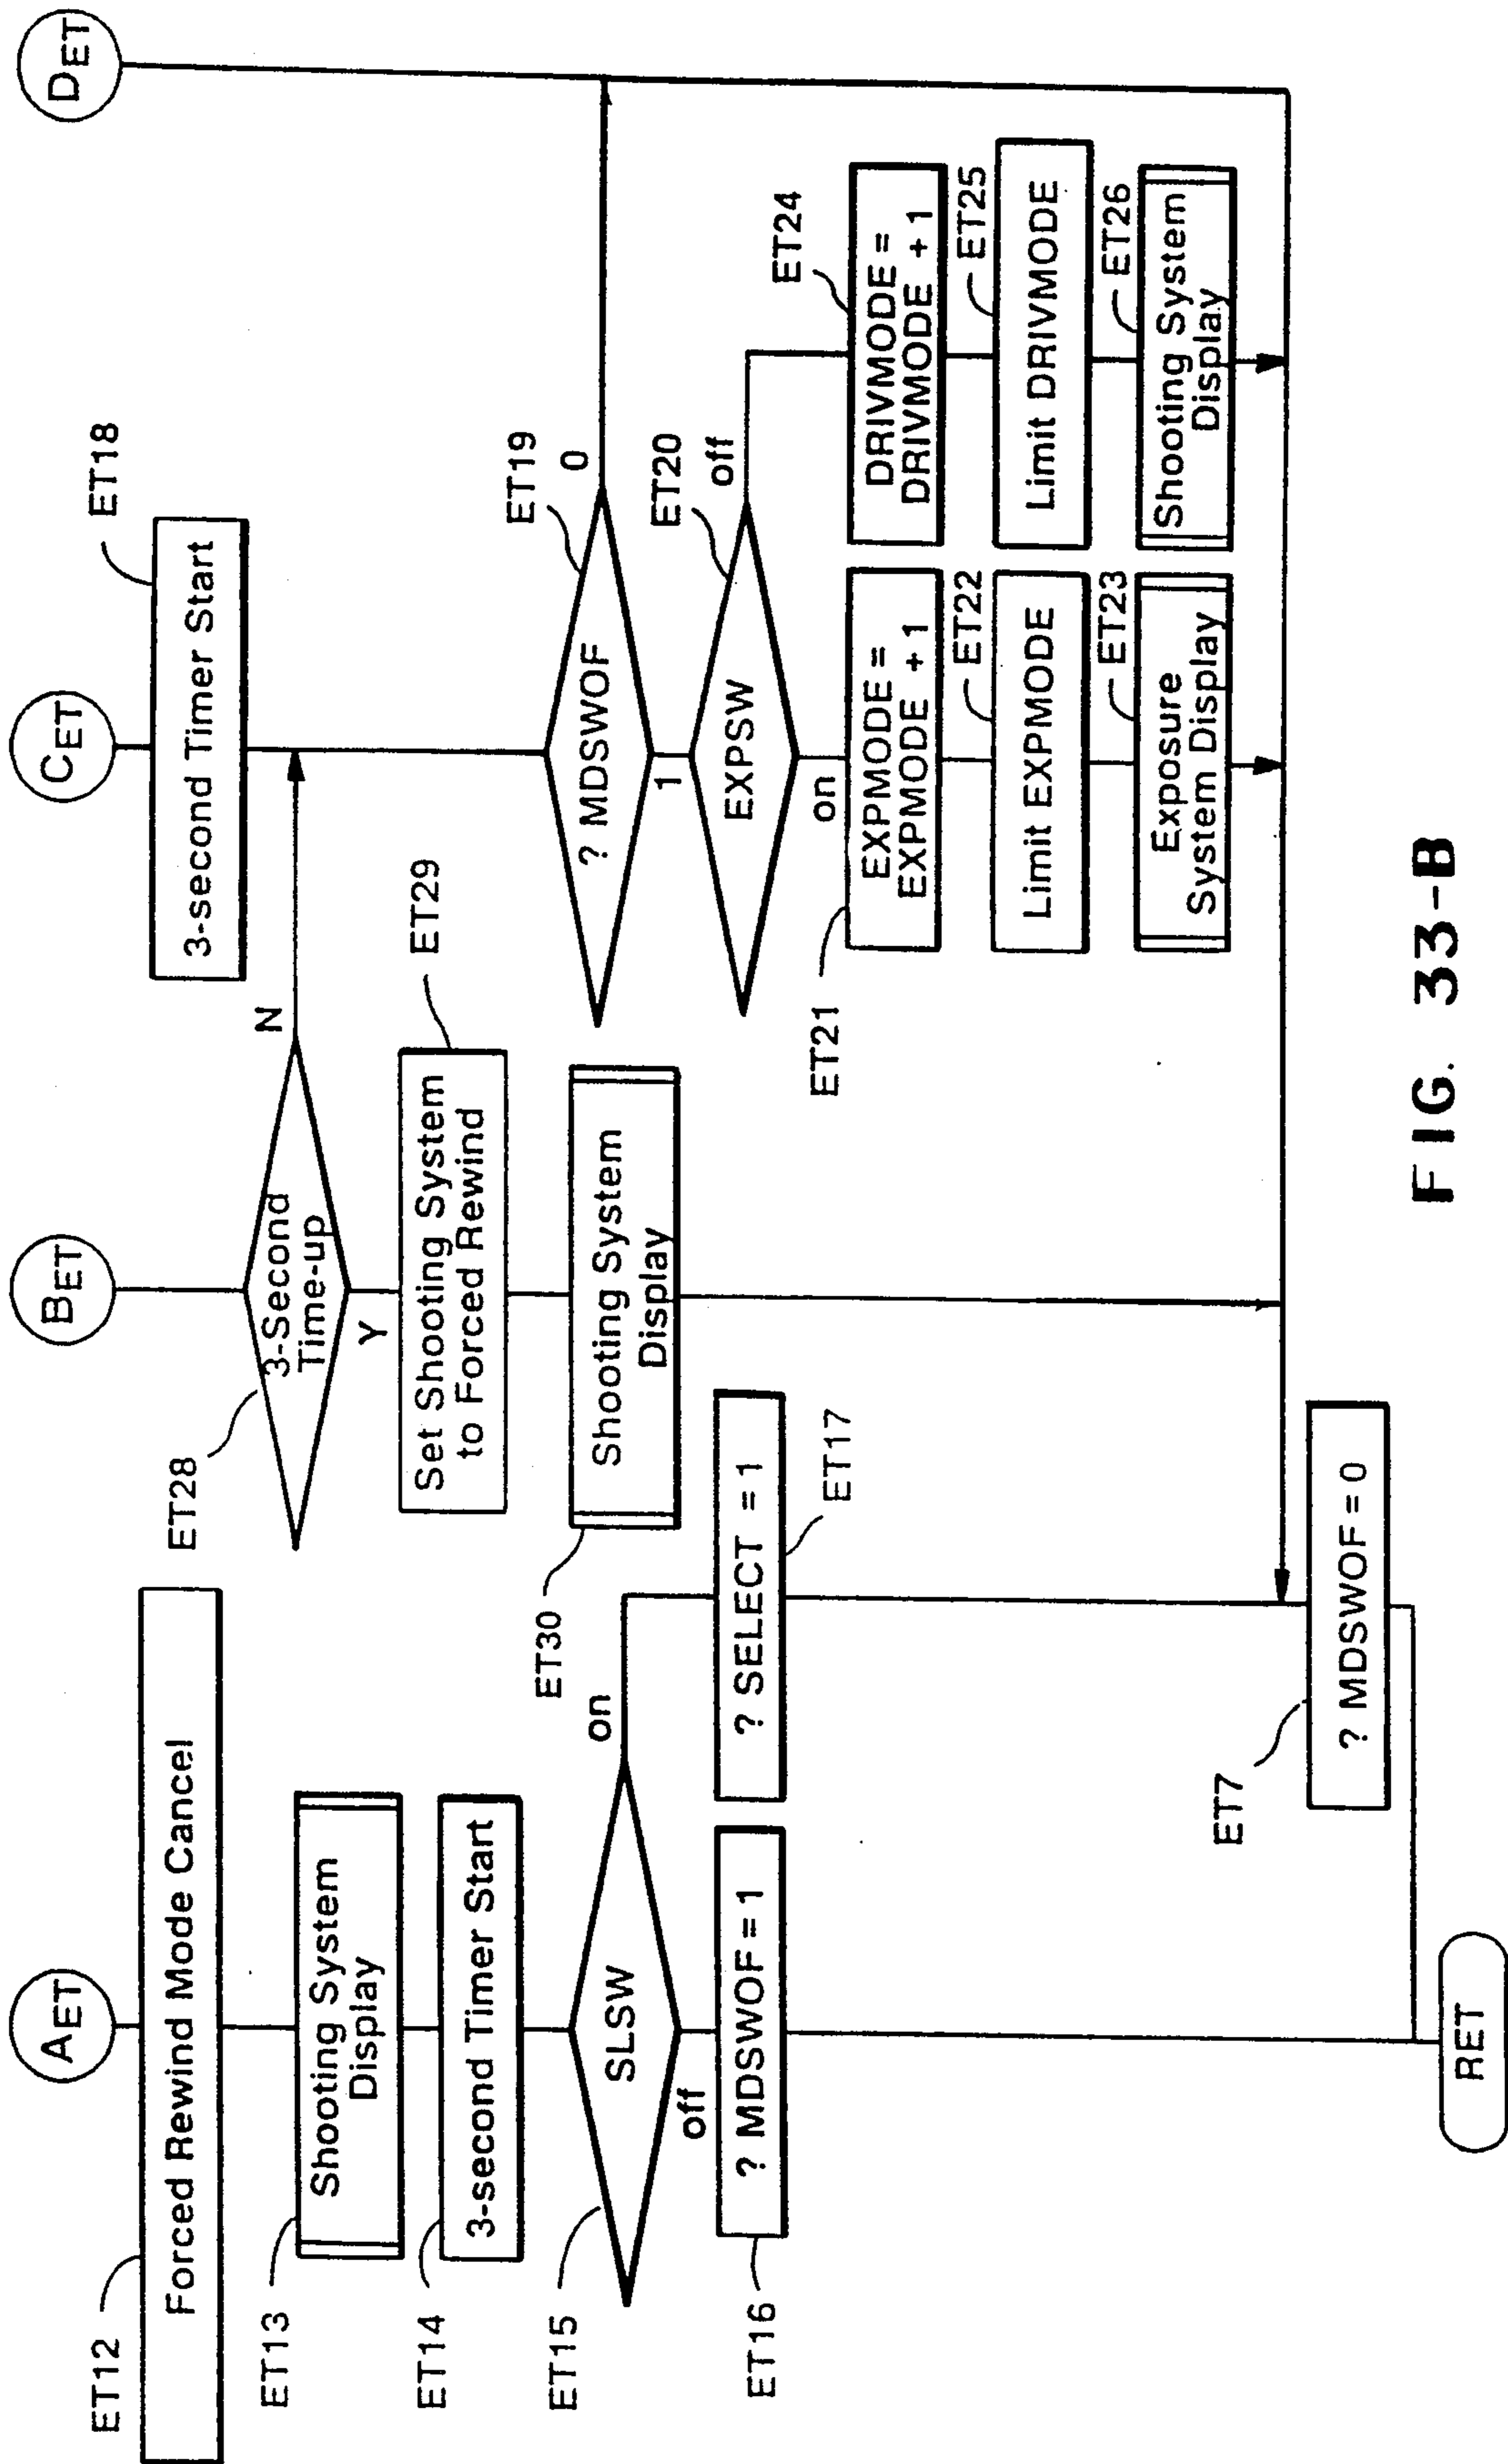 AET
BET
CET
DET
ET12
Forced Rewind Mode Cancel
ET13
Shooting System
Display
ET14
3-second Timer Start
ET15
SLSW
on
off
ET16
? MDSWOF = 1
? SELECT = 1
ET17
ET28
3-Second
Time-up
N
Y
ET29
Set Shooting System
to Forced Rewind
ET30
Shooting System
Display
ET18
3-second Timer Start
ET19
? MDSWOF
0
1
ET20
EXPSW
off
on
ET21
EXPMODE =
EXPMODE + 1
ET22
Limit EXPMODE
ET23
Exposure
System Display
ET24
DRIVMODE =
DRIVMODE + 1
ET25
Limit DRIVMODE
ET26
Shooting System
Display
ET7
? MDSWOF = 0
RET
FIG. 33-B